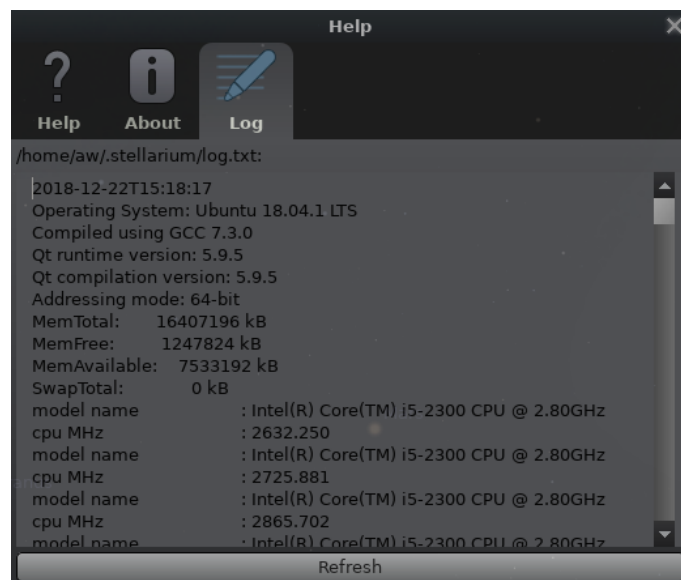 Help
Help About Log
/home/aw/.stellarium/log.txt:
2018-12-22T15:18:17
Operating System: Ubuntu 18.04.1 LTS
Compiled using GCC 7.3.0
Qt runtime version: 5.9.5
Qt compilation version: 5.9.5
Addressing mode: 64-bit
MemTotal: 16407196 kB
MemFree: 1247824 kB
MemAvailable: 7533192 kB
SwapTotal: 0 kB
model name : Intel(R) Core(TM) i5-2300 CPU @ 2.80GHz
cpu MHz : 2632.250
model name : Intel(R) Core(TM) i5-2300 CPU @ 2.80GHz
cpu MHz : 2725.881
model name : Intel(R) Core(TM) i5-2300 CPU @ 2.80GHz
cpu MHz : 2865.702
model name : Intel(R) Core(TM) i5-2300 CPU @ 2.80GHz
Refresh